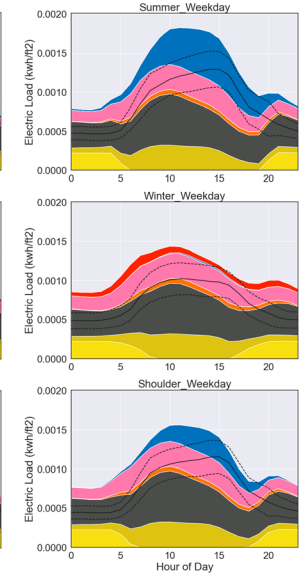 Summer_Weekday
0.0020
0.0015
0.0010
0.0005
0.0000
Electric Load (kwh/ft2)
0 5 10 15 20
Winter_Weekday
0.0020
0.0015
0.0010
0.0005
0.0000
Electric Load (kwh/ft2)
0 5 10 15 20
Shoulder_Weekday
0.0020
0.0015
0.0010
0.0005
0.0000
Electric Load (kwh/ft2)
0 5 10 15 20
Hour of Day